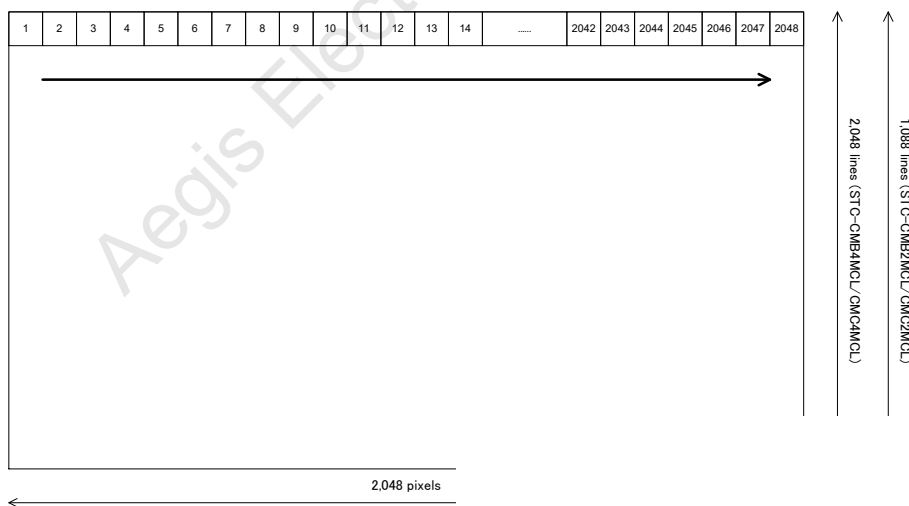 1 2 3 4 5 6 7 8 9 10 11 12 13 14 ...... 2042 2043 2044 2045 2046 2047 2048
2,048 lines (STC-CMB4MCL/CMC4MCL)
1,088 lines (STC-CMB2MCL/CMC2MCL)
Aegis Elect
2,048 pixels